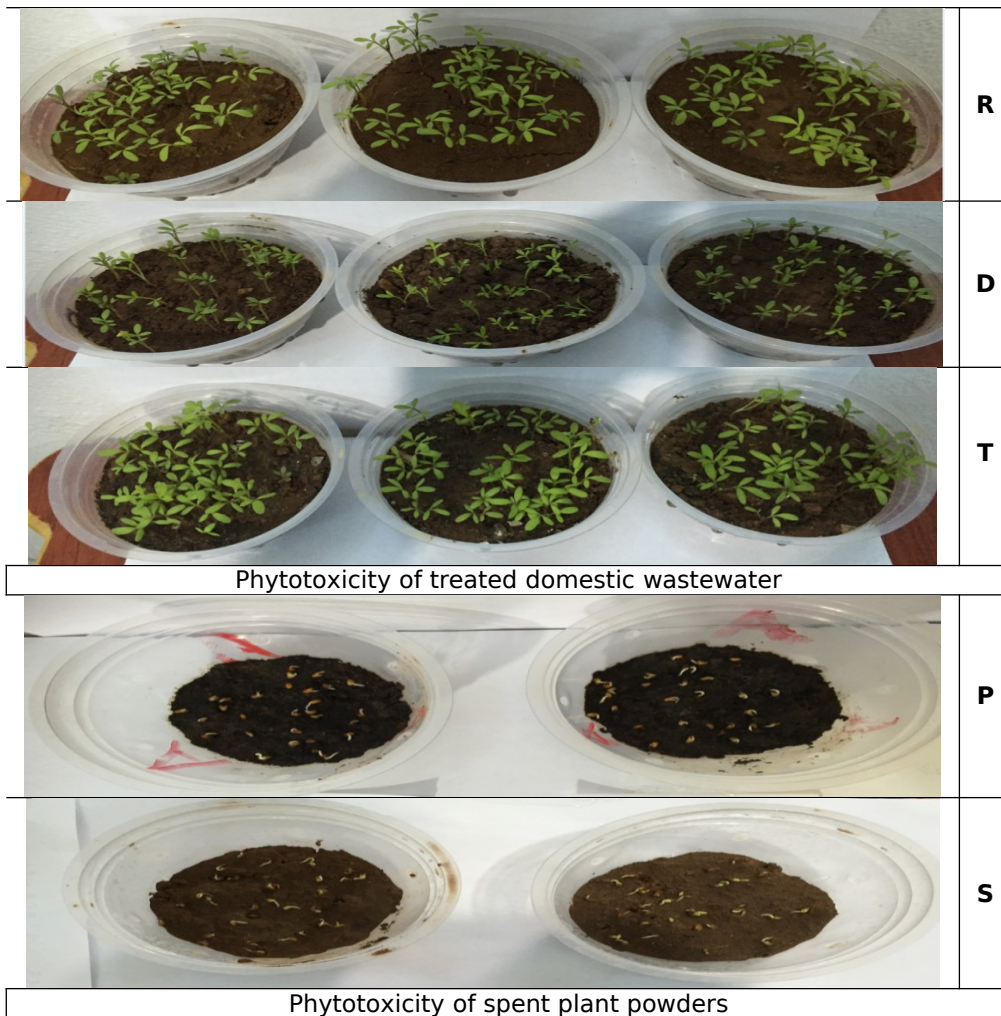 R
D
T
Phytotoxicity of treated domestic wastewater
P
S
Phytotoxicity of spent plant powders